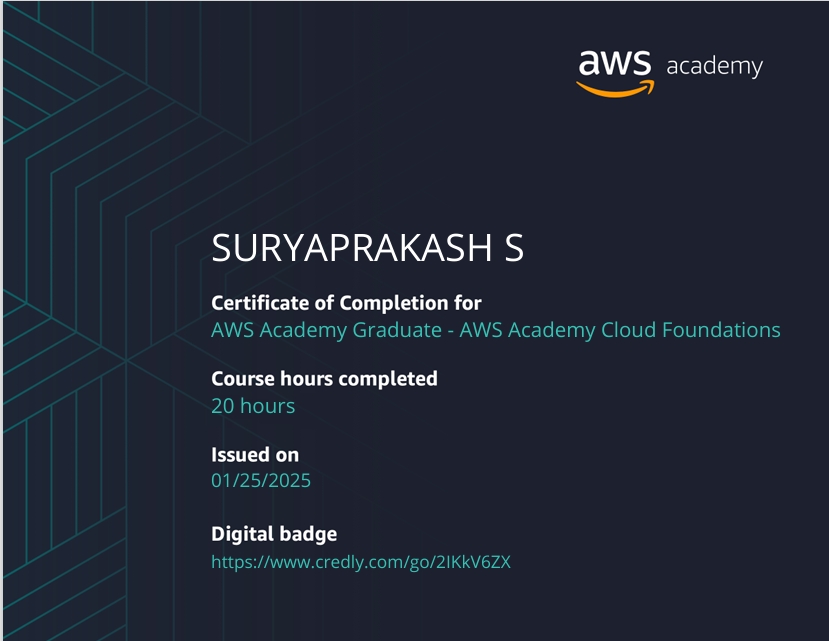 aws academy
SURYAPRAKASH S
Certificate of Completion for
AWS Academy Graduate - AWS Academy Cloud Foundations
Course hours completed
20 hours
Issued on
01/25/2025
Digital badge
https://www.credly.com/go/2IKkV6ZX